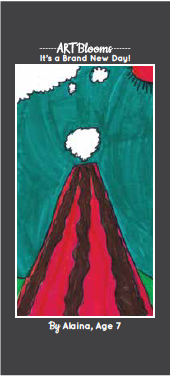 ART Blooms
It's a Brand New Day!
By Alaina, Age 7